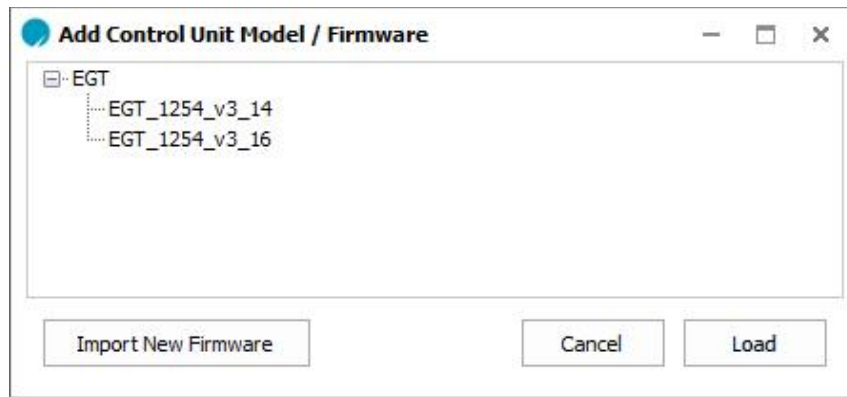 Add Control Unit Model / Firmware
EGT
EGT_1254_v3_14
EGT_1254_v3_16
Import New Firmware
Cancel
Load